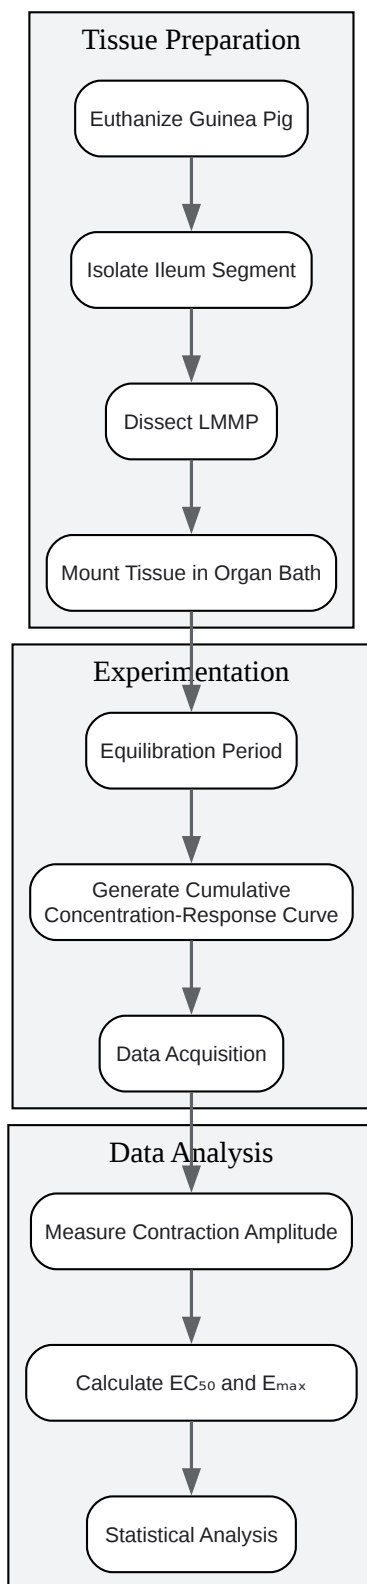 Tissue Preparation
Euthanize Guinea Pig
Isolate Ileum Segment
Dissect LMMP
Mount Tissue in Organ Bath
Experimentation
Equilibration Period
Generate Cumulative
Concentration-Response Curve
Data Acquisition
Data Analysis
Measure Contraction Amplitude
Calculate EC₅₀ and Eₘₐₓ
Statistical Analysis